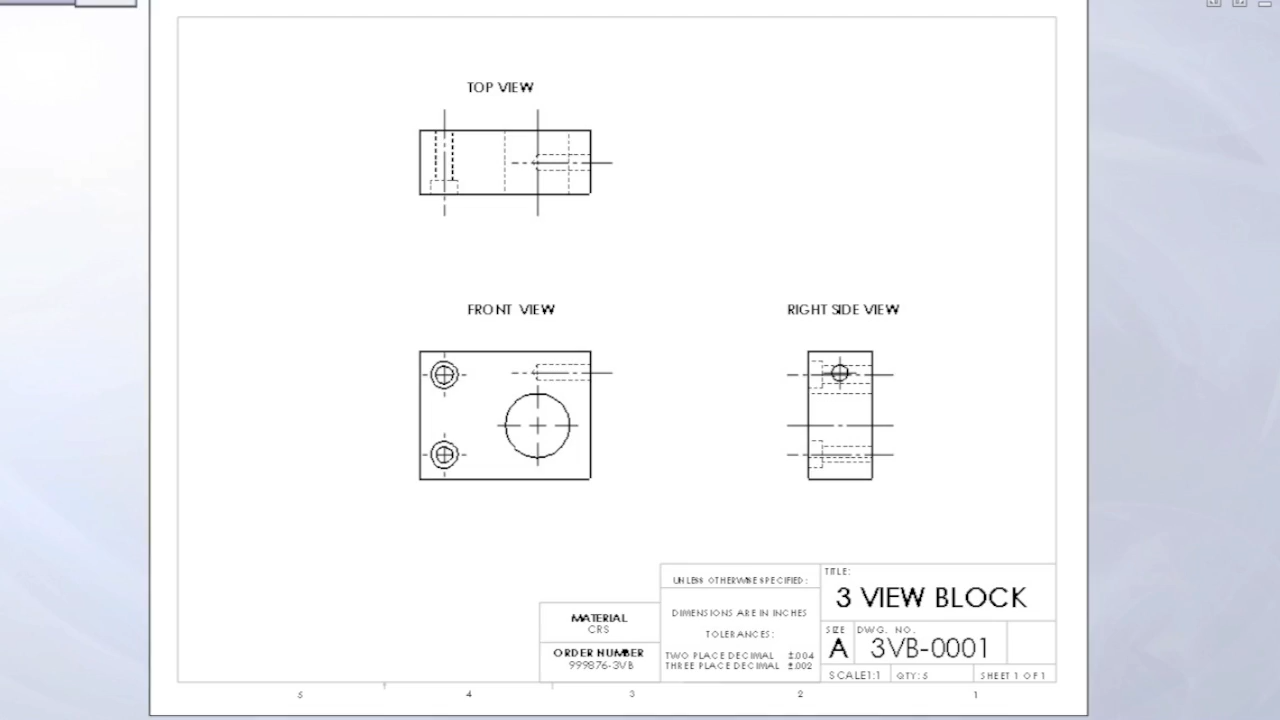 TOP VIEW
FRONT VIEW
RIGHT SIDE VIEW
UNLESS OTHERWISE SPECIFIED:
DIMENSIONS ARE IN INCHES
TOLERANCES:
TWO PLACE DECIMAL ±.004
THREE PLACE DECIMAL ±.002
MATERIAL
CRS
ORDER NUMBER
999876-3VB
TITLE:
3 VIEW BLOCK
SIZE
A
DWG. NO.
3VB-0001
SCALE1:1
QTY: 5
SHEET 1 OF 1
5 4 3 2 1